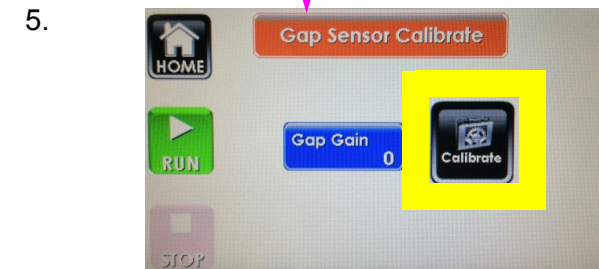 5.
Gap Sensor Calibrate
HOME
RUN
Gap Gain
0
Calibrate
STOP